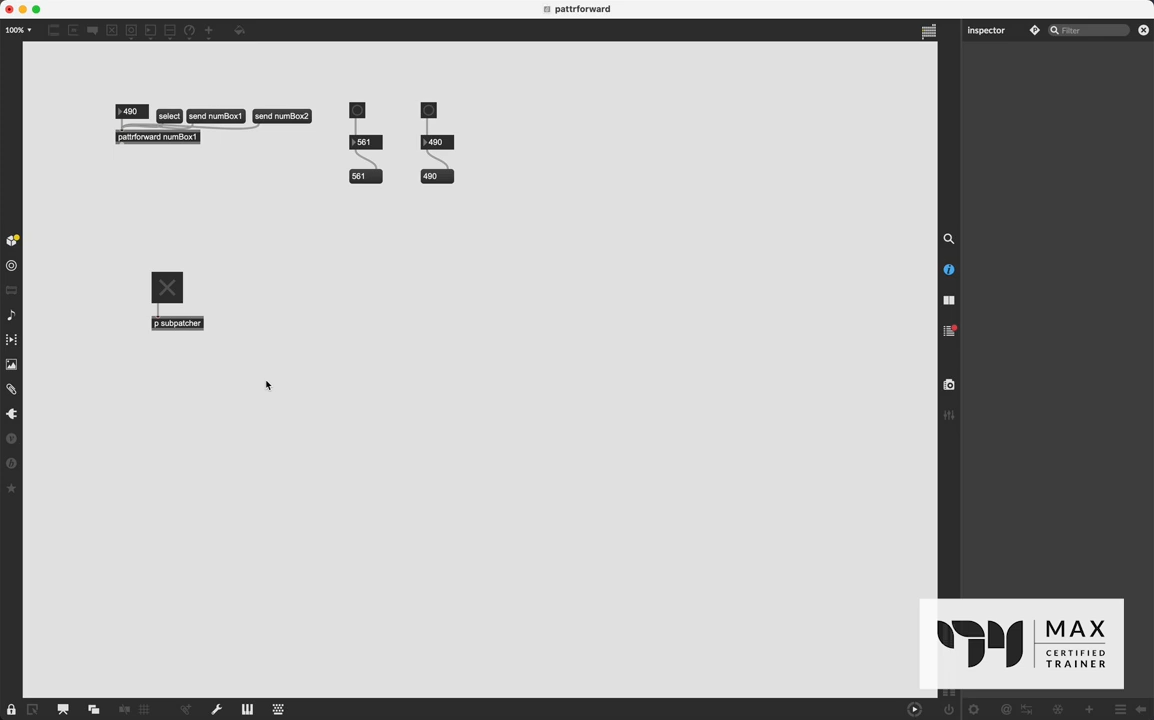 pattrforward
100%
inspector
Filter
490
select
send numBox1
send numBox2
pattrforward numBox1
561
490
561
490
p subpatcher
MAX
CERTIFIED
TRAINER